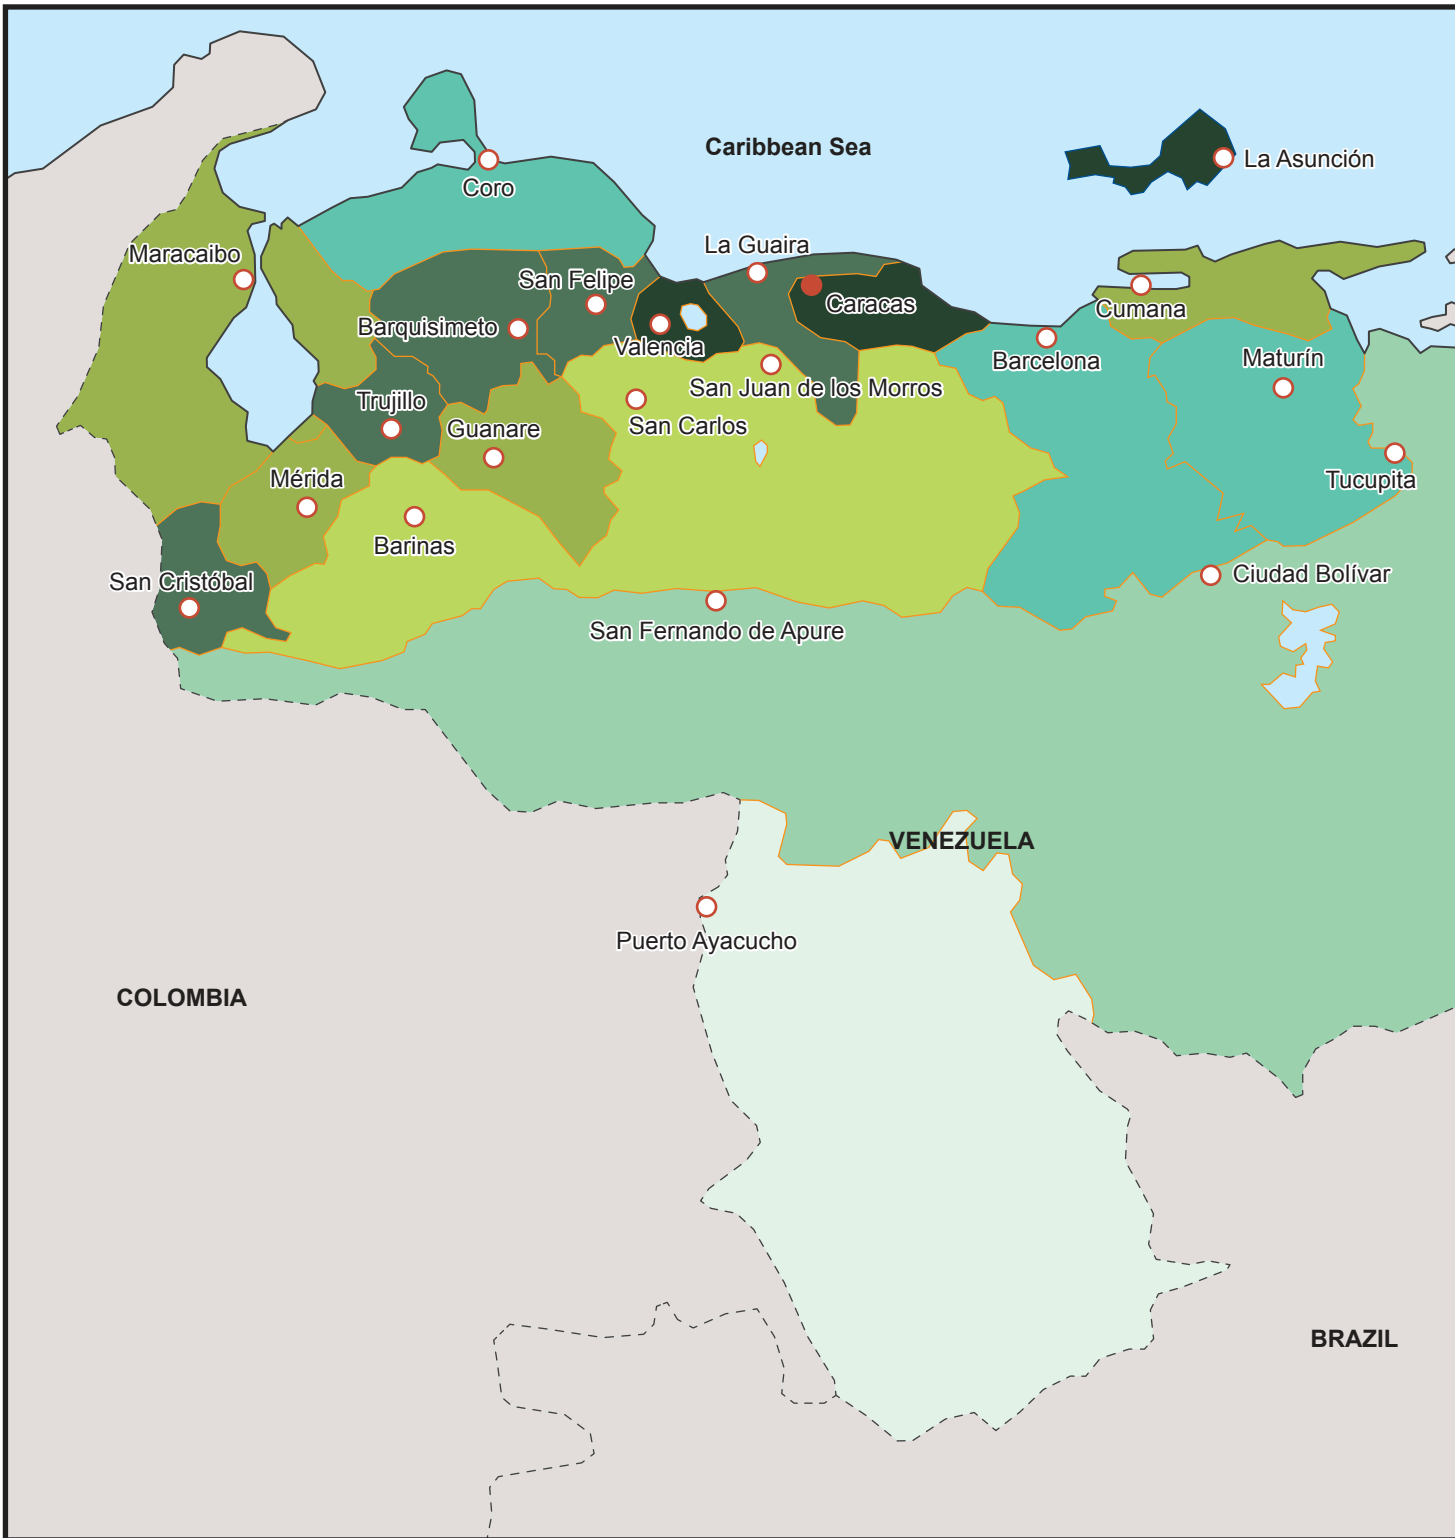 Caribbean Sea
La Asunción
Coro
La Guaira
Maracaibo
San Felipe
Caracas
Cumana
Barquisimeto
Valencia
Barcelona
Maturín
San Juan de los Morros
Trujillo
San Carlos
Guanare
Mérida
Tucupita
Barinas
San Cristóbal
Ciudad Bolívar
San Fernando de Apure
VENEZUELA
Puerto Ayacucho
COLOMBIA
BRAZIL